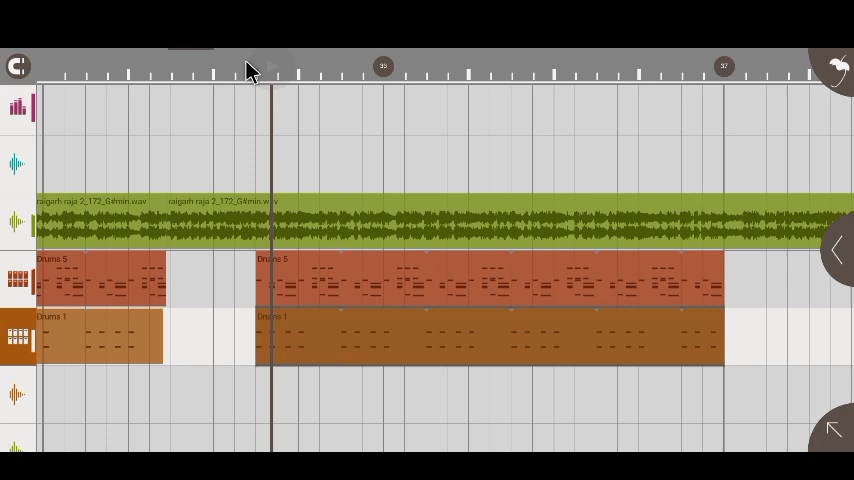 33
37
raigarh raja 2_172_G#min.wav
raigarh raja 2_172_G#min.wav
Drums 5
Drums 5
Drums 1
Drums 1